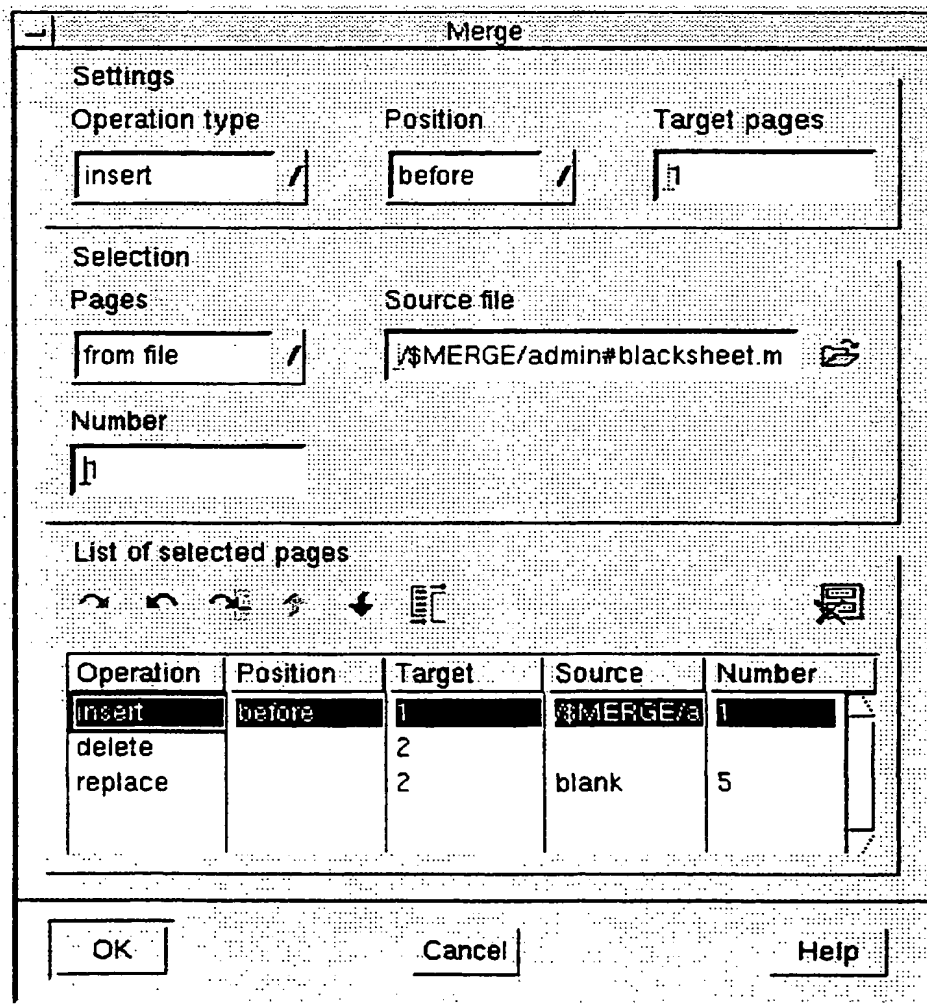 Merge
Settings
Operation type Position Target pages
insert before 1
Selection
Pages Source file
from file /$MERGE/admin#blacksheet.m
Number
1
List of selected pages
Operation Position Target Source Number
insert before 1 /$MERGE/a 1
delete 2
replace 2 blank 5
OK Cancel Help